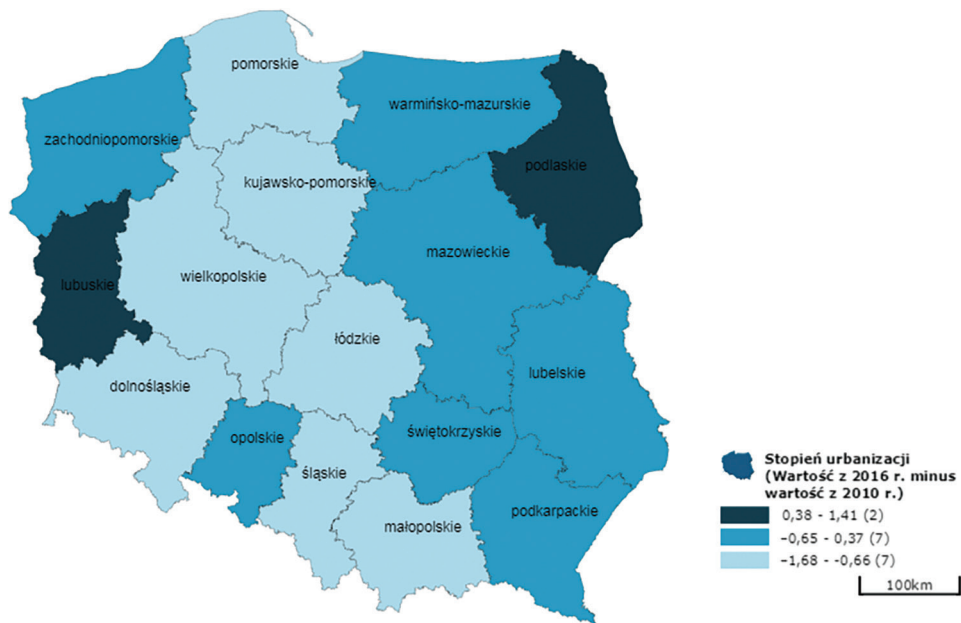 pomorskie
warmińsko-mazurskie
zachodniopomorskie
podlaskie
kujawsko-pomorskie
mazowieckie
wielkopolskie
lubuskie
łódzkie
lubelskie
dolnośląskie
opolskie
świętokrzyskie
śląskie
podkarpackie
małopolskie
Stopień urbanizacji
(Wartość z 2016 r. minus
wartość z 2010 r.)
0,38 - 1,41 (2)
−0,65 - 0,37 (7)
−1,68 - -0,66 (7)
100km